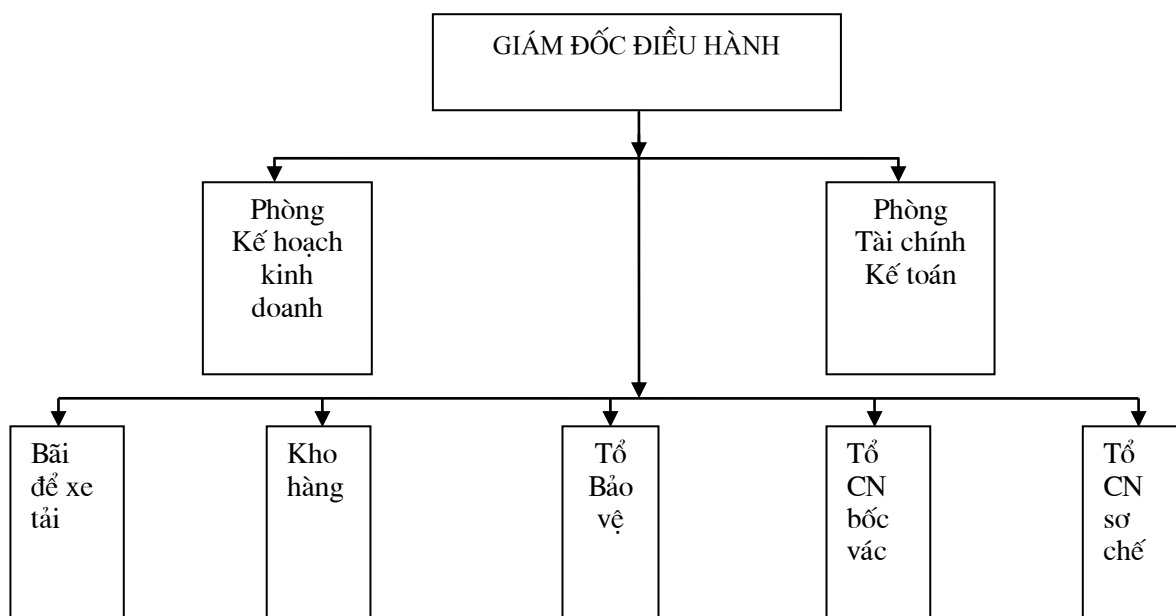 GIÁM ĐỐC ĐIỀU HÀNH
Phòng
Kế hoạch
kinh
doanh
Phòng
Tài chính
Kế toán
Bãi
để xe
tải
Kho
hàng
Tổ
Bảo
vệ
Tổ
CN
bốc
vác
Tổ
CN
sơ
chế